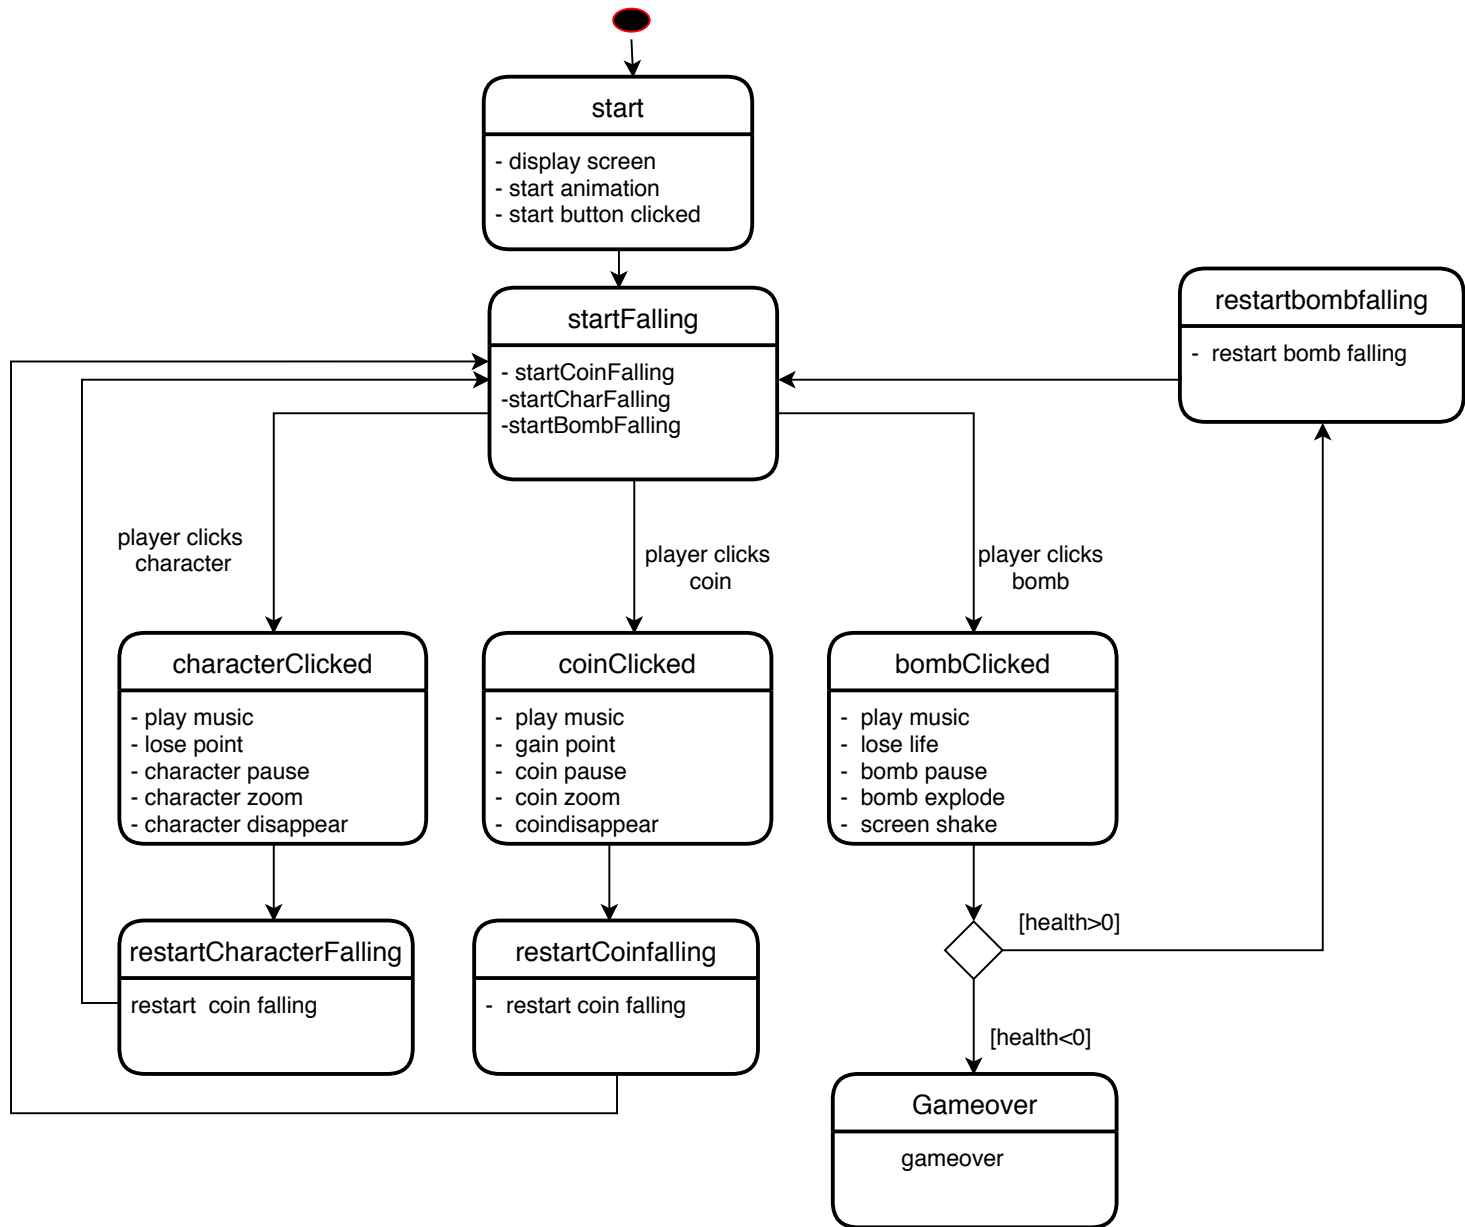 start
- display screen
- start animation
- start button clicked
startFalling
- startCoinFalling
-startCharFalling
-startBombFalling
restartbombfalling
- restart bomb falling
player clicks
character
player clicks
coin
player clicks
bomb
characterClicked
- play music
- lose point
- character pause
- character zoom
- character disappear
coinClicked
- play music
- gain point
- coin pause
- coin zoom
- coindisappear
bombClicked
- play music
- lose life
- bomb pause
- bomb explode
- screen shake
restartCharacterFalling
restart coin falling
restartCoinfalling
- restart coin falling
[health>0]
[health<0]
Gameover
gameover